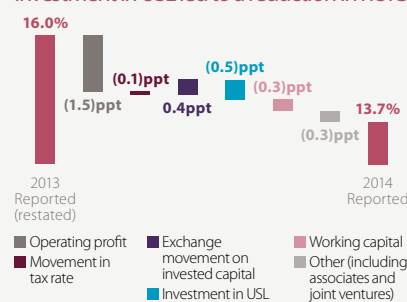 16.0%
(1.5)ppt
(0.1)ppt
0.4ppt
(0.5)ppt
(0.3)ppt
(0.3)ppt
13.7%
2013
Reported
(restated)
2014
Reported
Operating profit
Movement in
tax rate
Exchange
movement on
invested capital
Investment in USL
Working capital
Other (including
associates and
joint ventures)